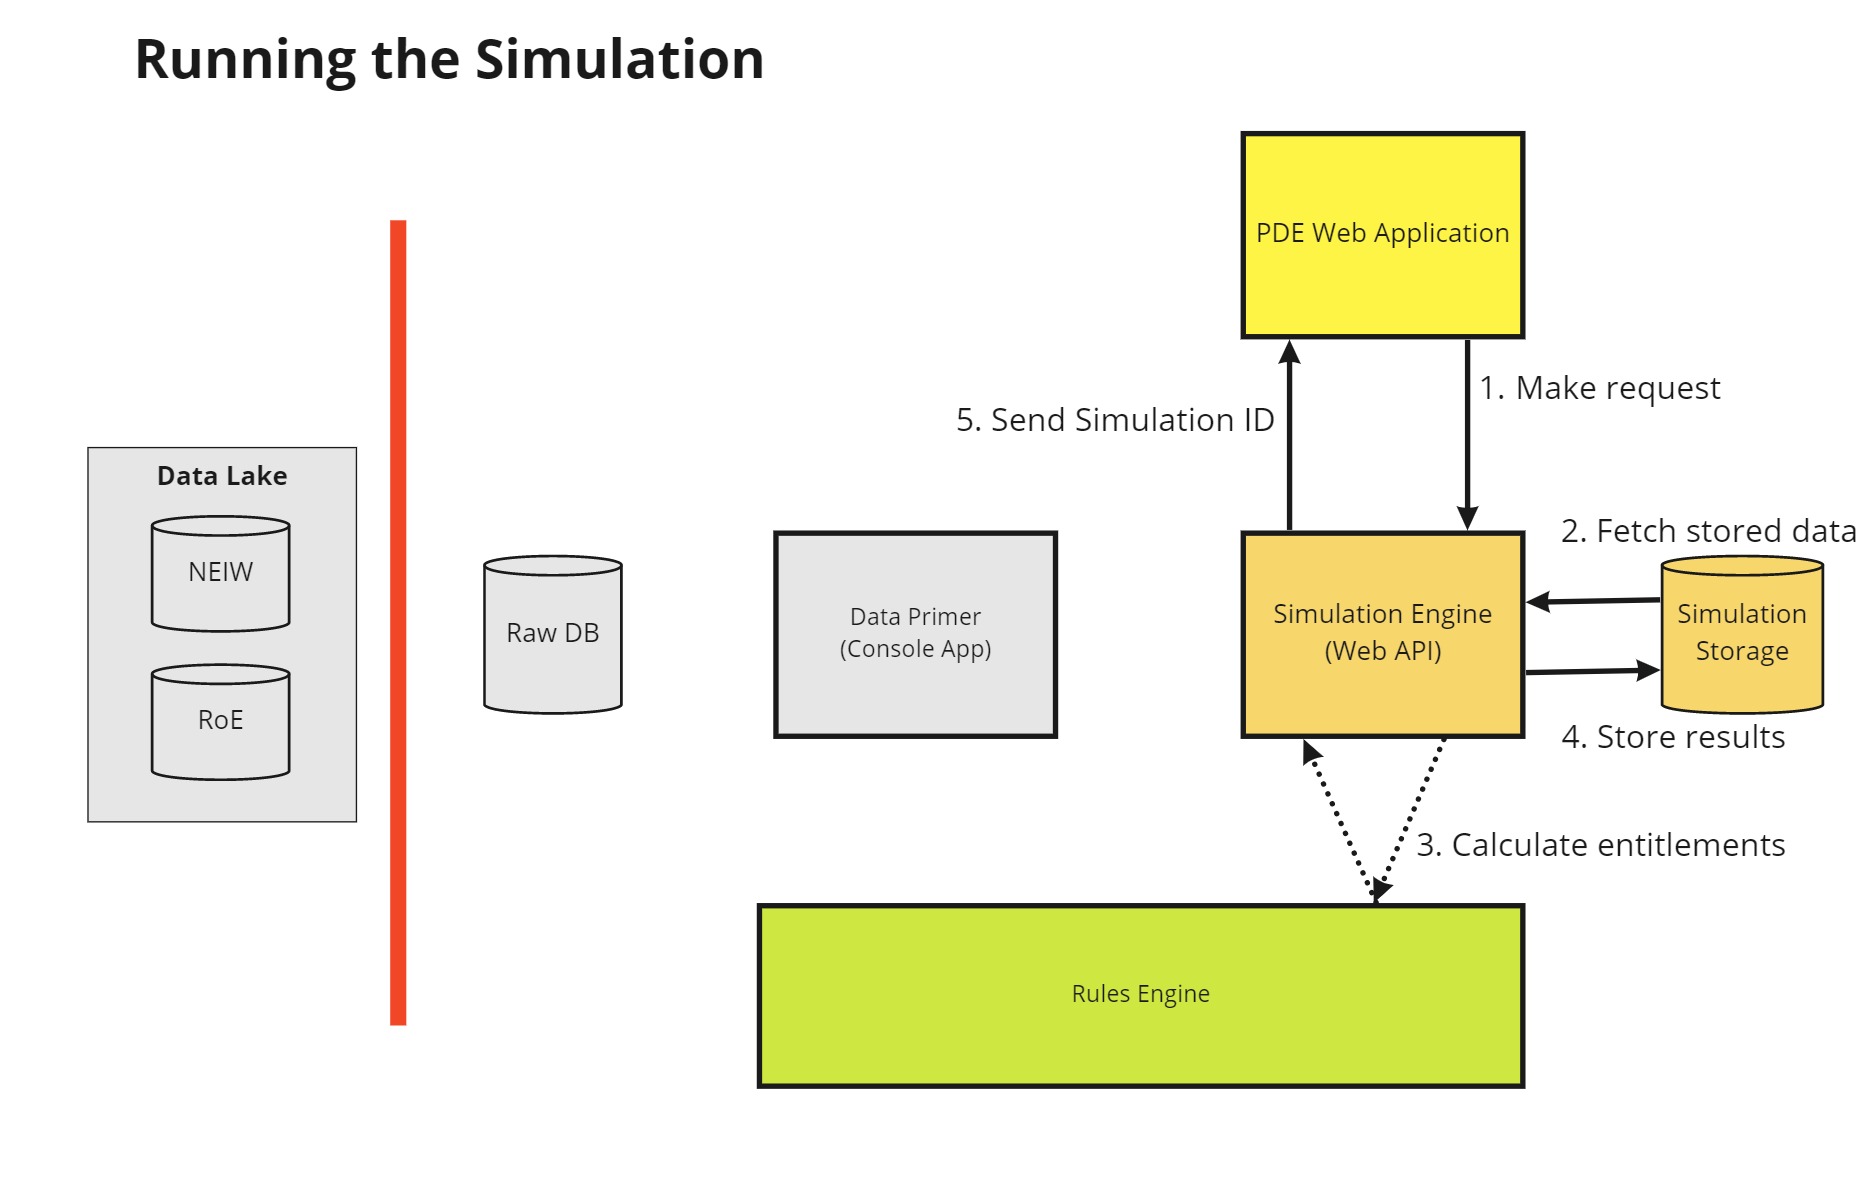 Running the Simulation
PDE Web Application
1. Make request
5. Send Simulation ID
Data Lake
NEIW
RoE
Raw DB
Data Primer
(Console App)
Simulation Engine
(Web API)
2. Fetch stored data
Simulation
Storage
4. Store results
3. Calculate entitlements
Rules Engine